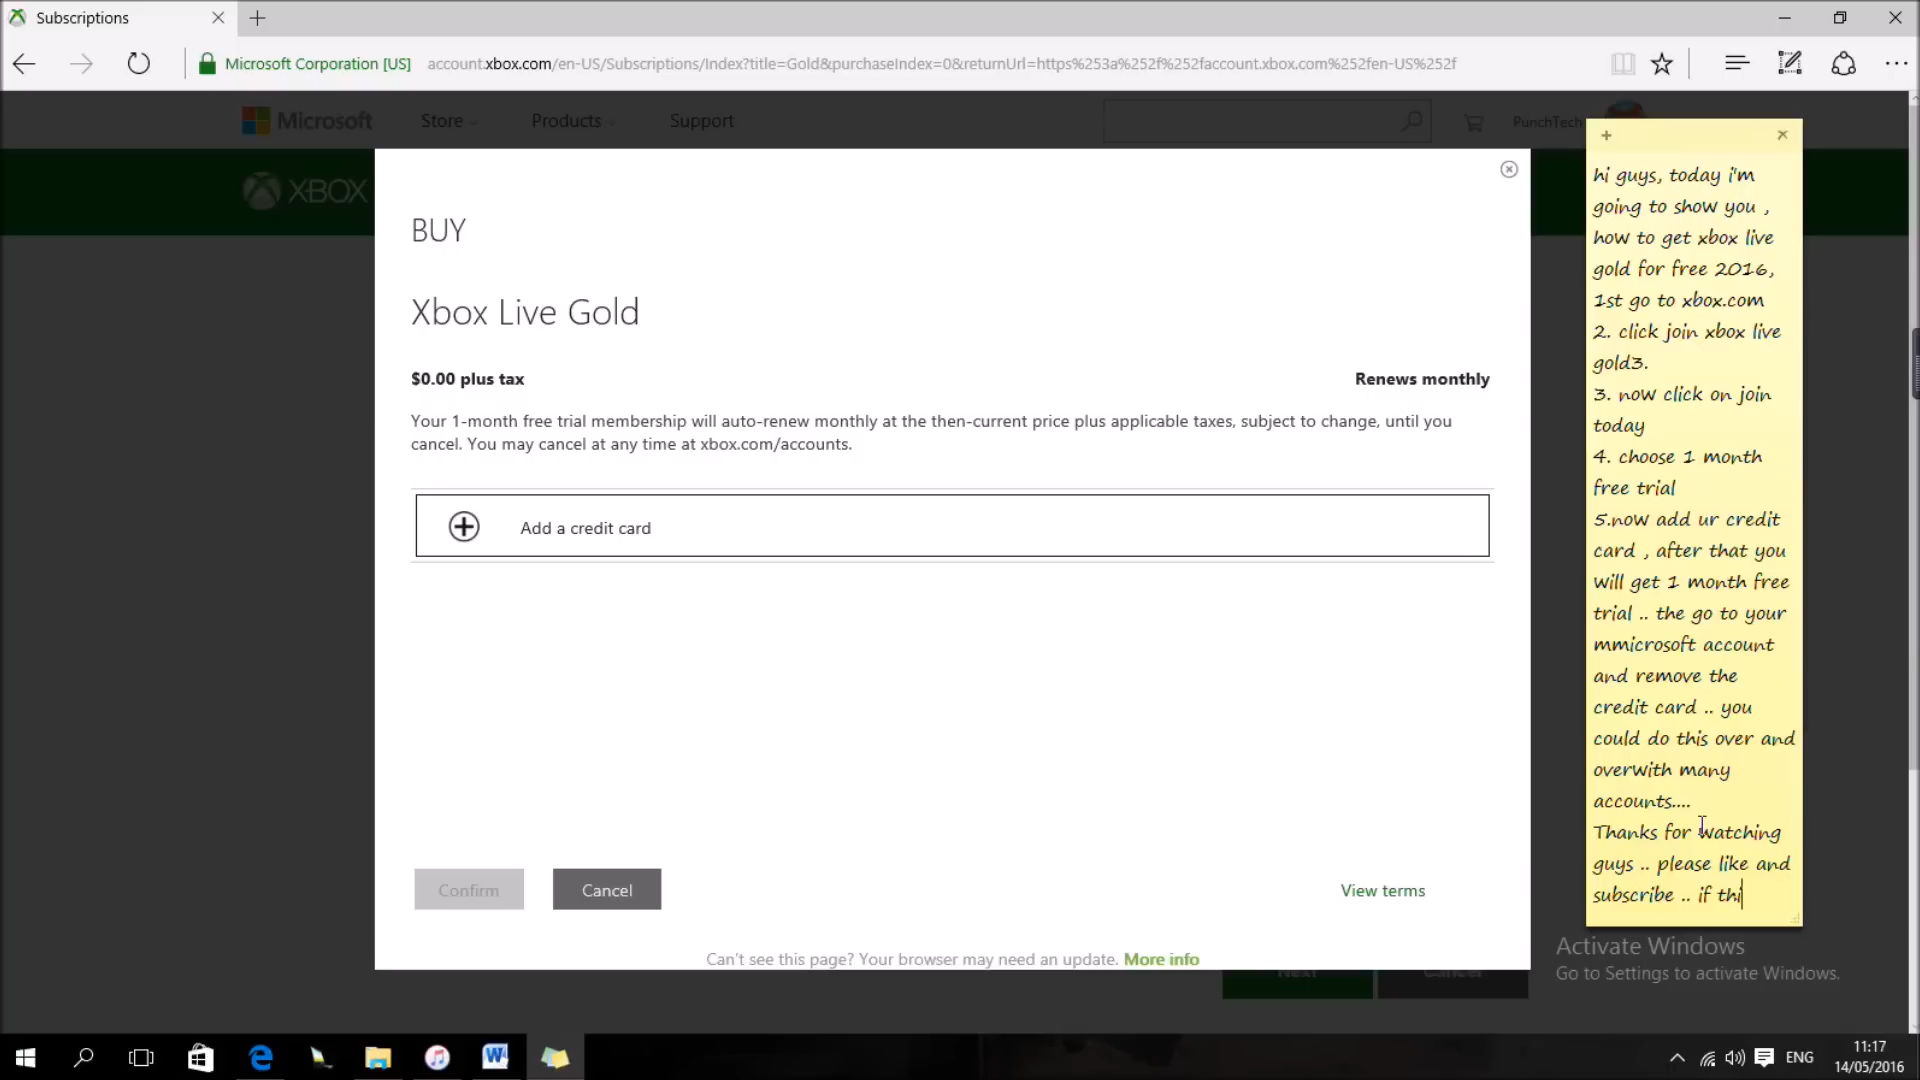 Subscriptions
Microsoft Corporation [US]
account.xbox.com/en-US/Subscriptions/Index?title=Gold&purchaseIndex=0&returnUrl=https%253a%252f%252faccount.xbox.com%252fen-US%252f
Microsoft
Store
Products
Support
PunchTech
XBOX
BUY
Xbox Live Gold
$0.00 plus tax
Renews monthly
Your 1-month free trial membership will auto-renew monthly at the then-current price plus applicable taxes, subject to change, until you
cancel. You may cancel at any time at xbox.com/accounts.
Add a credit card
Confirm
Cancel
View terms
Can't see this page? Your browser may need an update. More info
Next
Cancel
hi guys, today i'm
going to show you ,
how to get xbox live
gold for free 2016,
1st go to xbox.com
2. click join xbox live
gold3.
3. now click on join
today
4. choose 1 month
free trial
5.now add ur credit
card , after that you
will get 1 month free
trial .. the go to your
mmicrosoft account
and remove the
credit card .. you
could do this over and
overwith many
accounts....
Thanks for watching
guys .. please like and
subscribe .. if thi
Activate Windows
Go to Settings to activate Windows.
ENG
11:17
14/05/2016